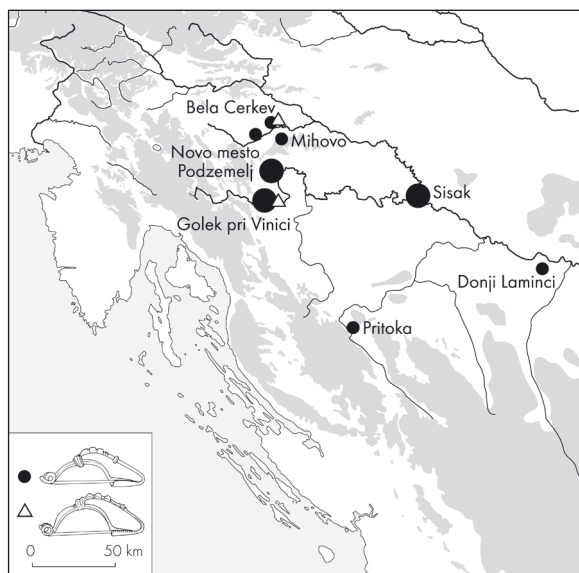 Bela Cerkev
Mihovo
Novo mesto
Podzemelj
Sisak
Golek pri Vinici
Donji Laminci
Pritoka
0 50 km